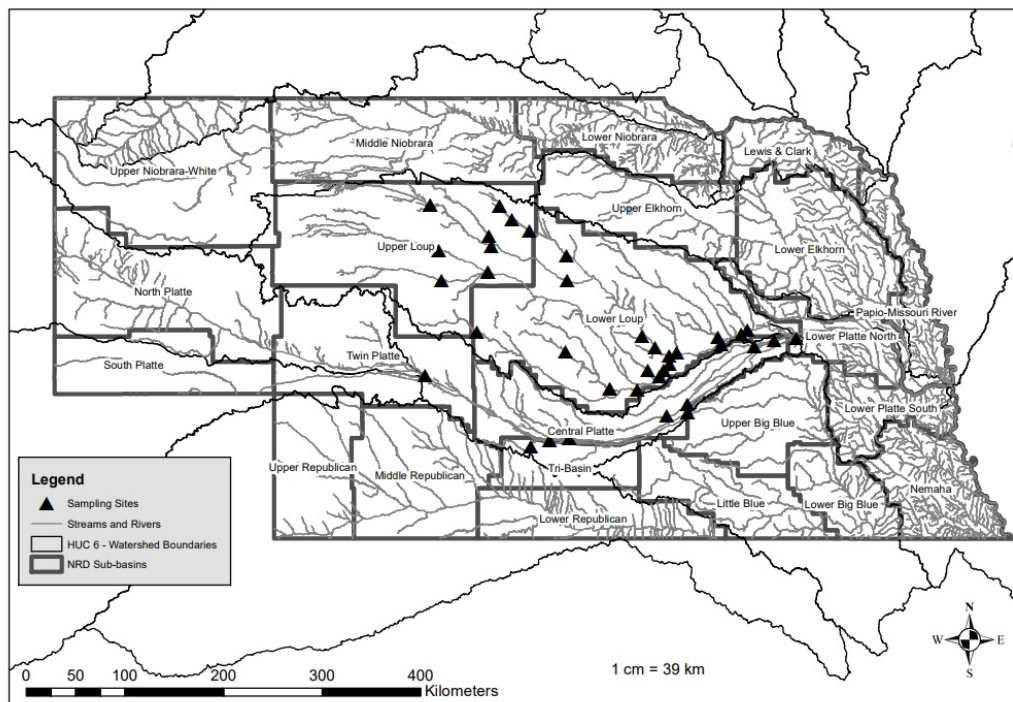 Lower Niobrara
Middle Niobrara
Lewis & Clark
Upper Niobrara-White
Upper Elkhorn
Upper Loup
Lower Elkhorn
North Platte
Papio-Missouri River
Lower Loup
Lower Platte North
Twin Platte
South Platte
Lower Platte South
Upper Big Blue
Central Platte
Upper Republican
Middle Republican
Tri-Basin
Nemaha
Little Blue
Lower Big Blue
Lower Republican
Legend
Sampling Sites
Streams and Rivers
HUC 6 - Watershed Boundaries
NRD Sub-basins
N
W E
S
1 cm = 39 km
0 50 100 200 300 400
Kilometers